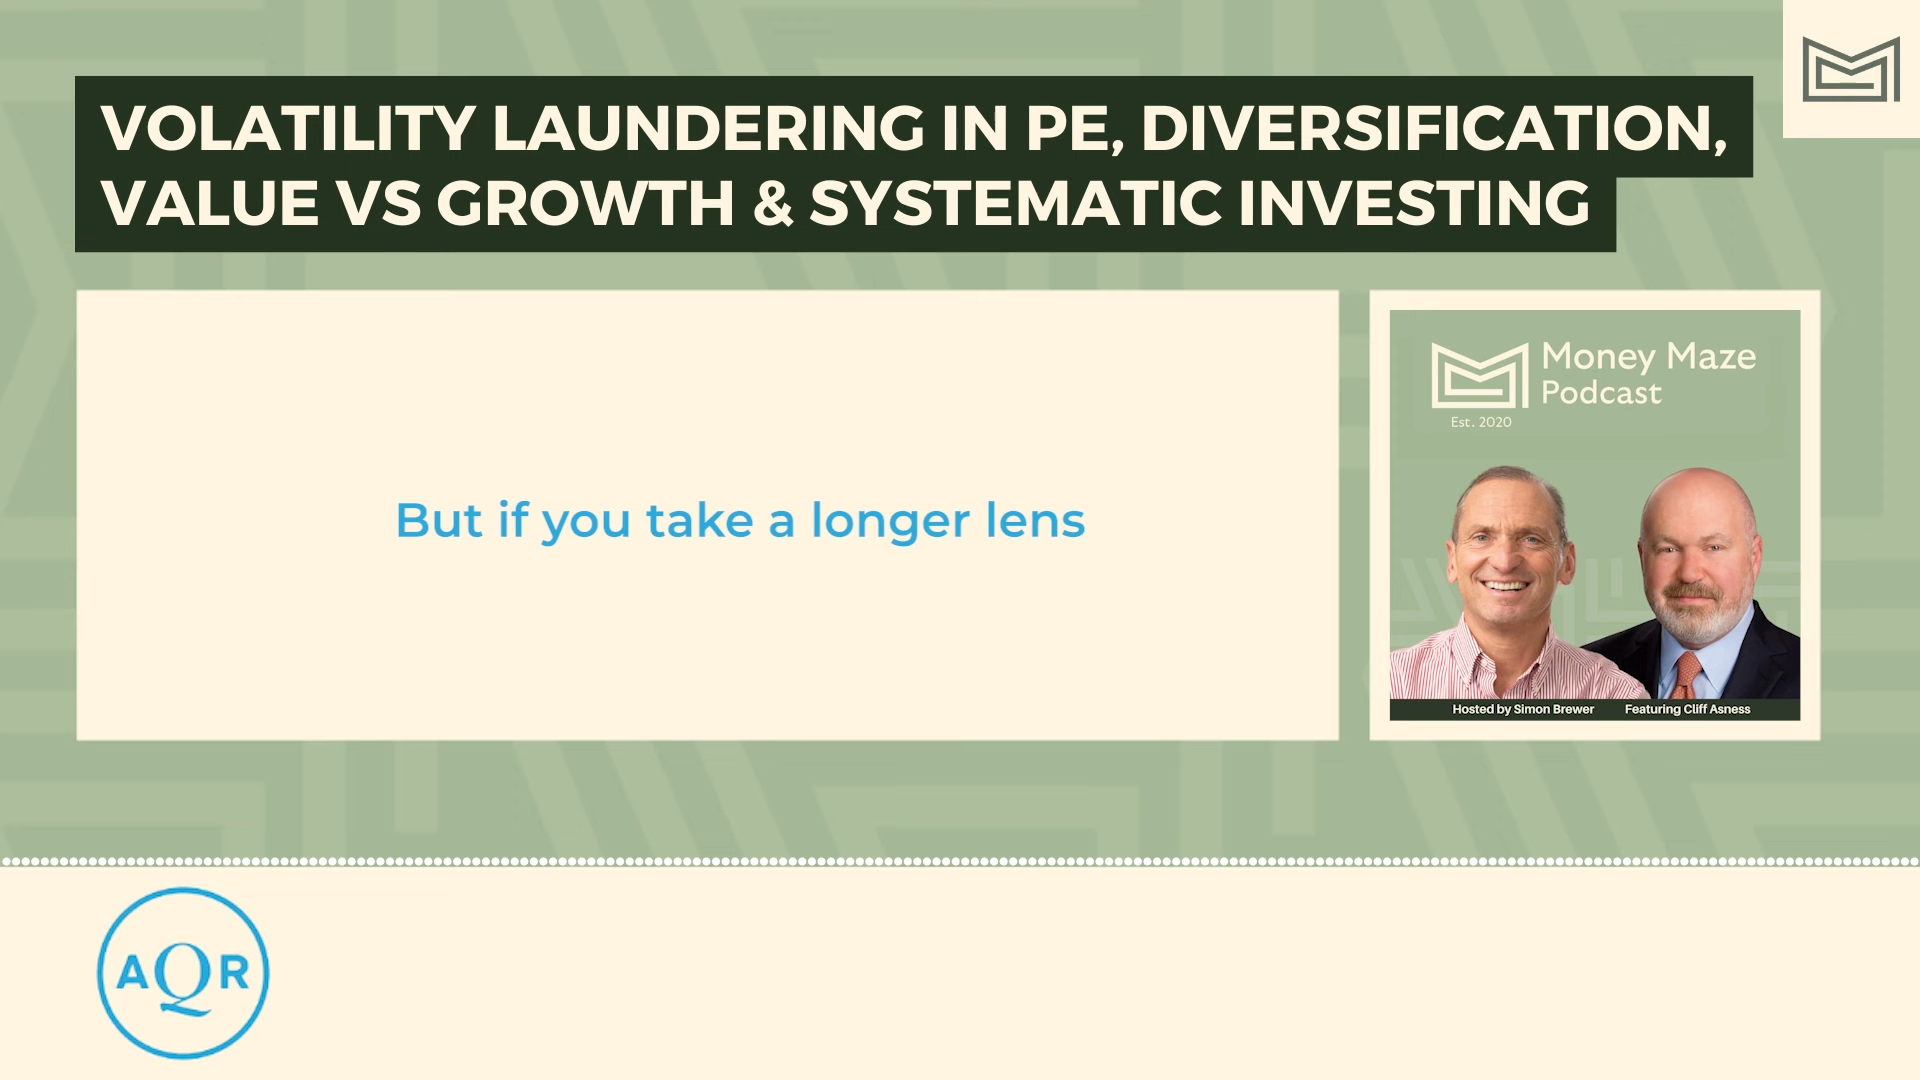 VOLATILITY LAUNDERING IN PE, DIVERSIFICATION,
VALUE VS GROWTH & SYSTEMATIC INVESTING
But if you take a longer lens
Money Maze
Podcast
Est. 2020
Hosted by Simon Brewer Featuring Cliff Asness
AQR